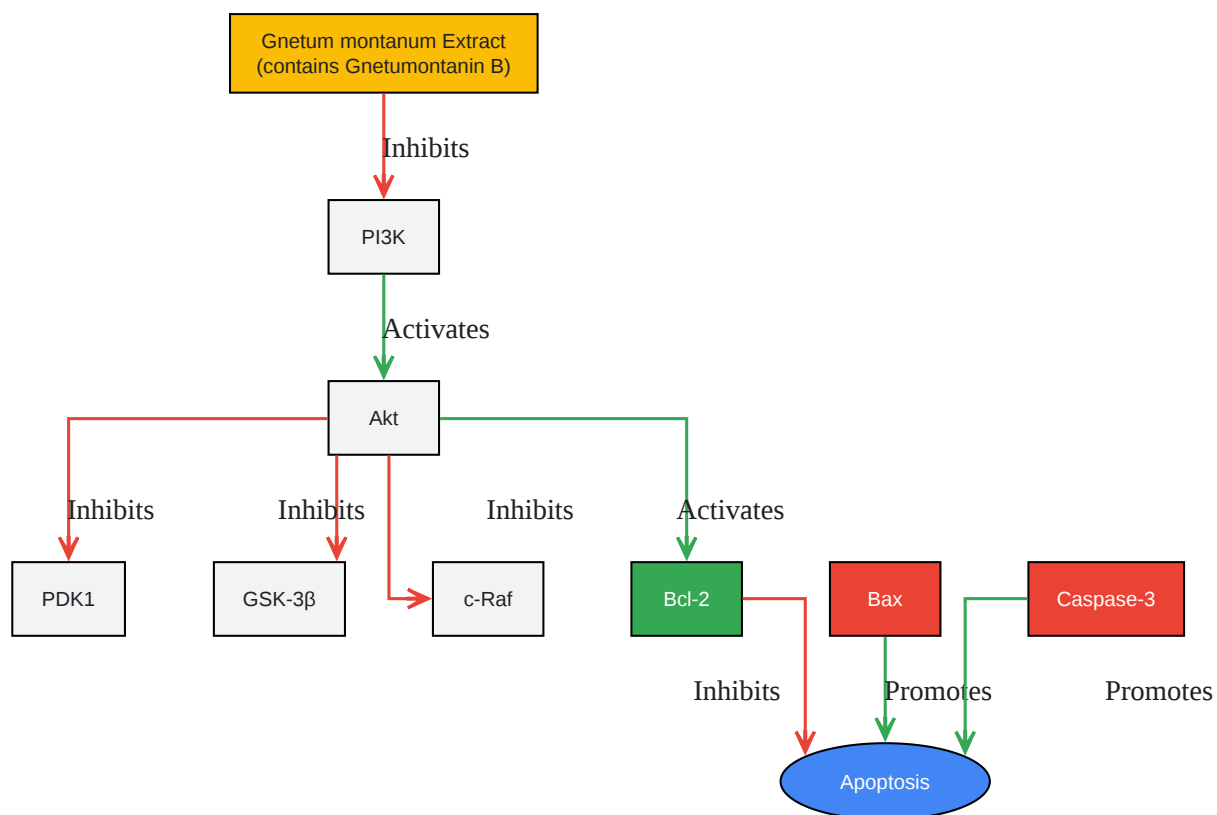 Gnetum montanum Extract
(contains Gnetumontanin B)
Inhibits
PI3K
Activates
Akt
Inhibits
Inhibits
Inhibits
Activates
PDK1
GSK-3β
c-Raf
Bcl-2
Bax
Caspase-3
Inhibits
Promotes
Promotes
Apoptosis